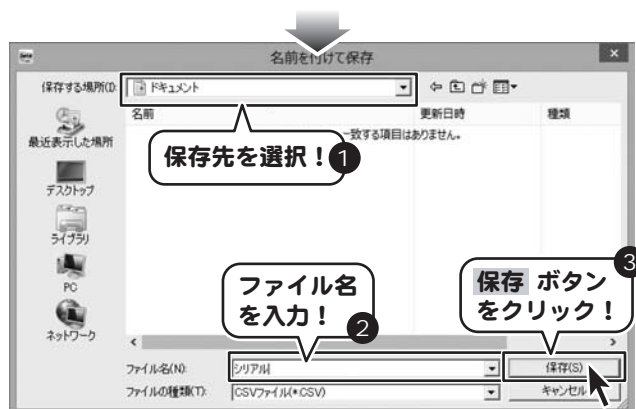 名前を付けて保存
保存する場所(I):
ドキュメント
名前
更新日時
種類
一致する項目はありません。
保存先を選択！1
最近表示した場所
デスクトップ
ライブラリ
PC
ネットワーク
ファイル名
を入力！
2
3
保存 ボタン
をクリック！
ファイル名(N):
シリアル
保存(S)
ファイルの種類(T):
CSVファイル(*.CSV)
キャンセル